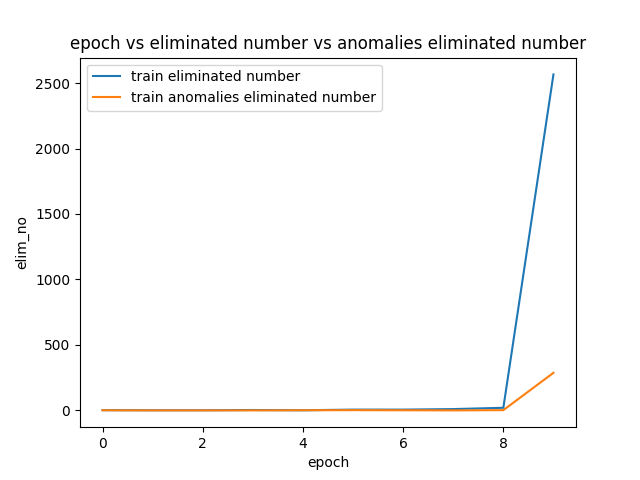 epoch vs eliminated number vs anomalies eliminated number
train eliminated number
train anomalies eliminated number
2500
2000
1500
1000
500
0
elim_no
0 2 4 6 8
epoch